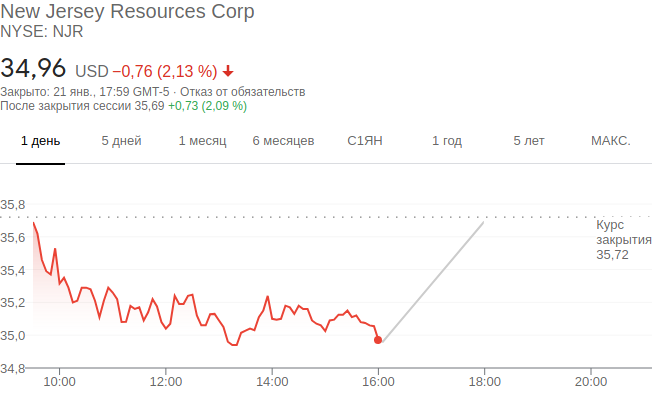 New Jersey Resources Corp
NYSE: NJR
34,96 USD −0,76 (2,13 %)
Закрыто: 21 янв., 17:59 GMT-5 · Отказ от обязательств
После закрытия сессии 35,69 +0,73 (2,09 %)
1 день 5 дней 1 месяц 6 месяцев С1ЯН 1 год 5 лет МАКС.
35,8
35,6
35,4
35,2
35,0
34,8
Курс
закрытия
35,72
10:00 12:00 14:00 16:00 18:00 20:00